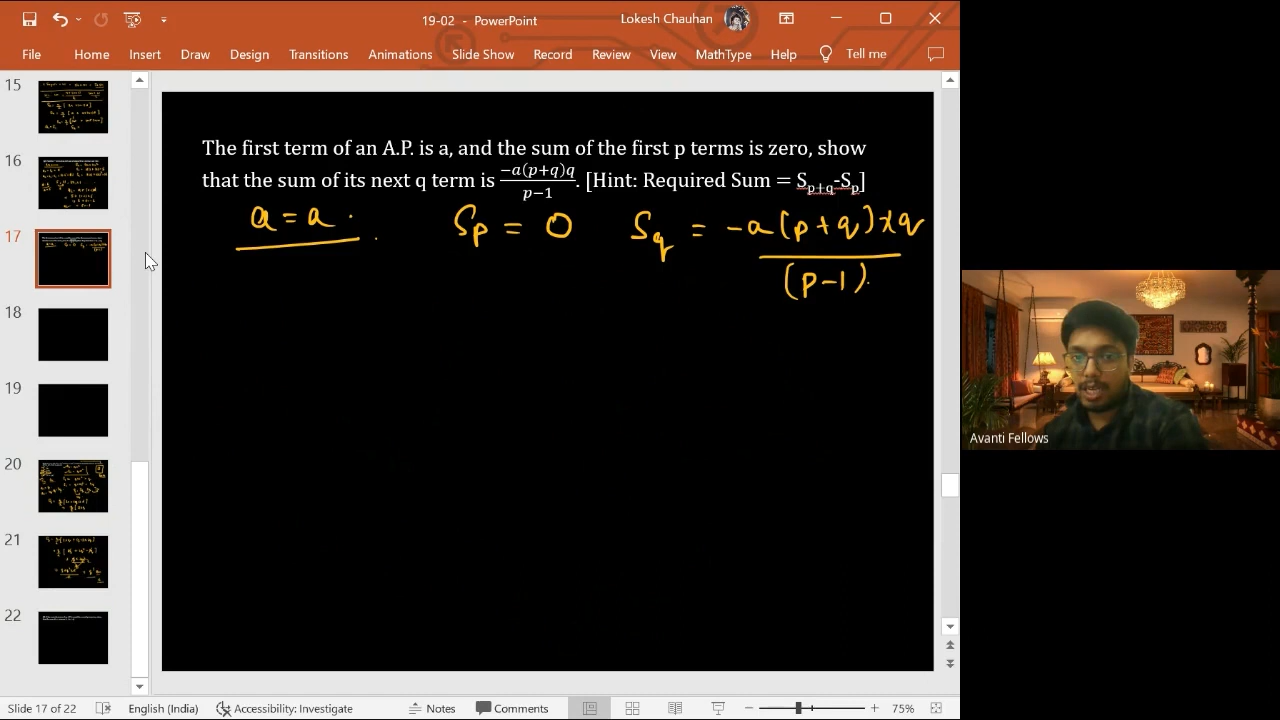 19-02 - PowerPoint
Lokesh Chauhan
File Home Insert Draw Design Slide Show Transitions Animations Record Review View MathType Help Tell me
15
16
17
18
19
20
21
22
The first term of an A.P. is a, and the sum of the first p terms is zero, show
that the sum of its next q term is −a(p+q)q/p−1. [Hint: Required Sum = Sp+q-Sp]
a = a . Sp = 0 Sq = -a(p+q)×q
(p-1).
Avanti Fellows
Slide 17 of 22 English (India) Accessibility: Investigate Notes Comments 75%